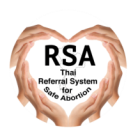 RSA
Thai
Referral System
for
Safe Abortion